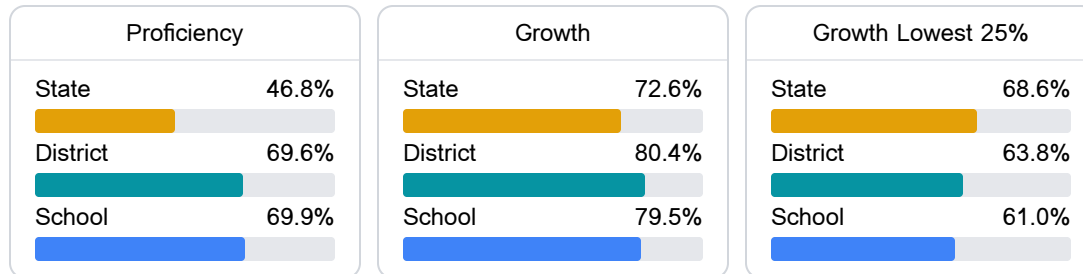 Proficiency
State 46.8%
District 69.6%
School 69.9%
Growth
State 72.6%
District 80.4%
School 79.5%
Growth Lowest 25%
State 68.6%
District 63.8%
School 61.0%